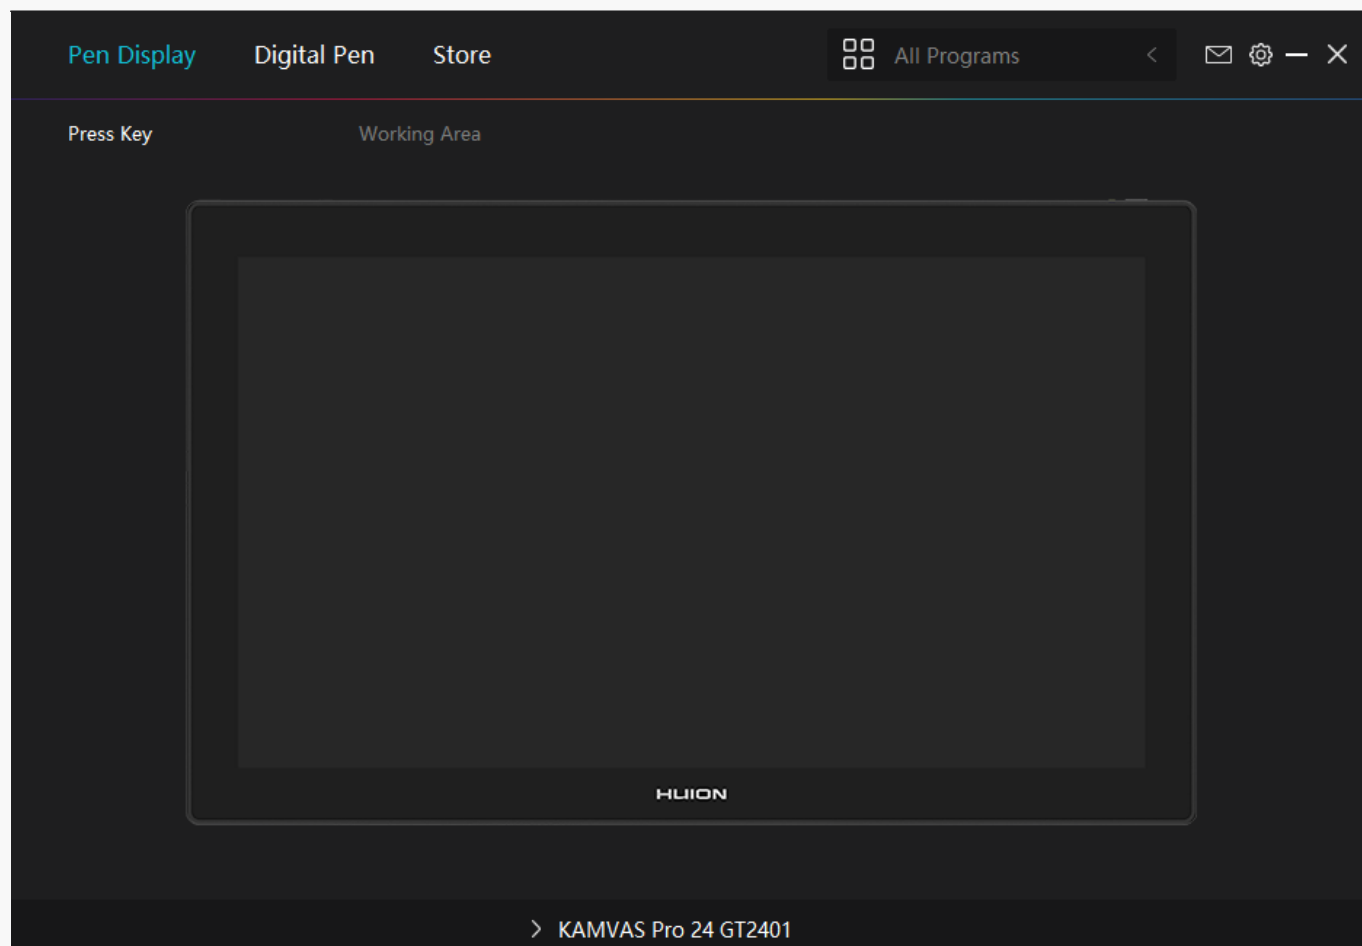 Pen Display Digital Pen Store All Programs
Press Key Working Area
HUION
KAMVAS Pro 24 GT2401